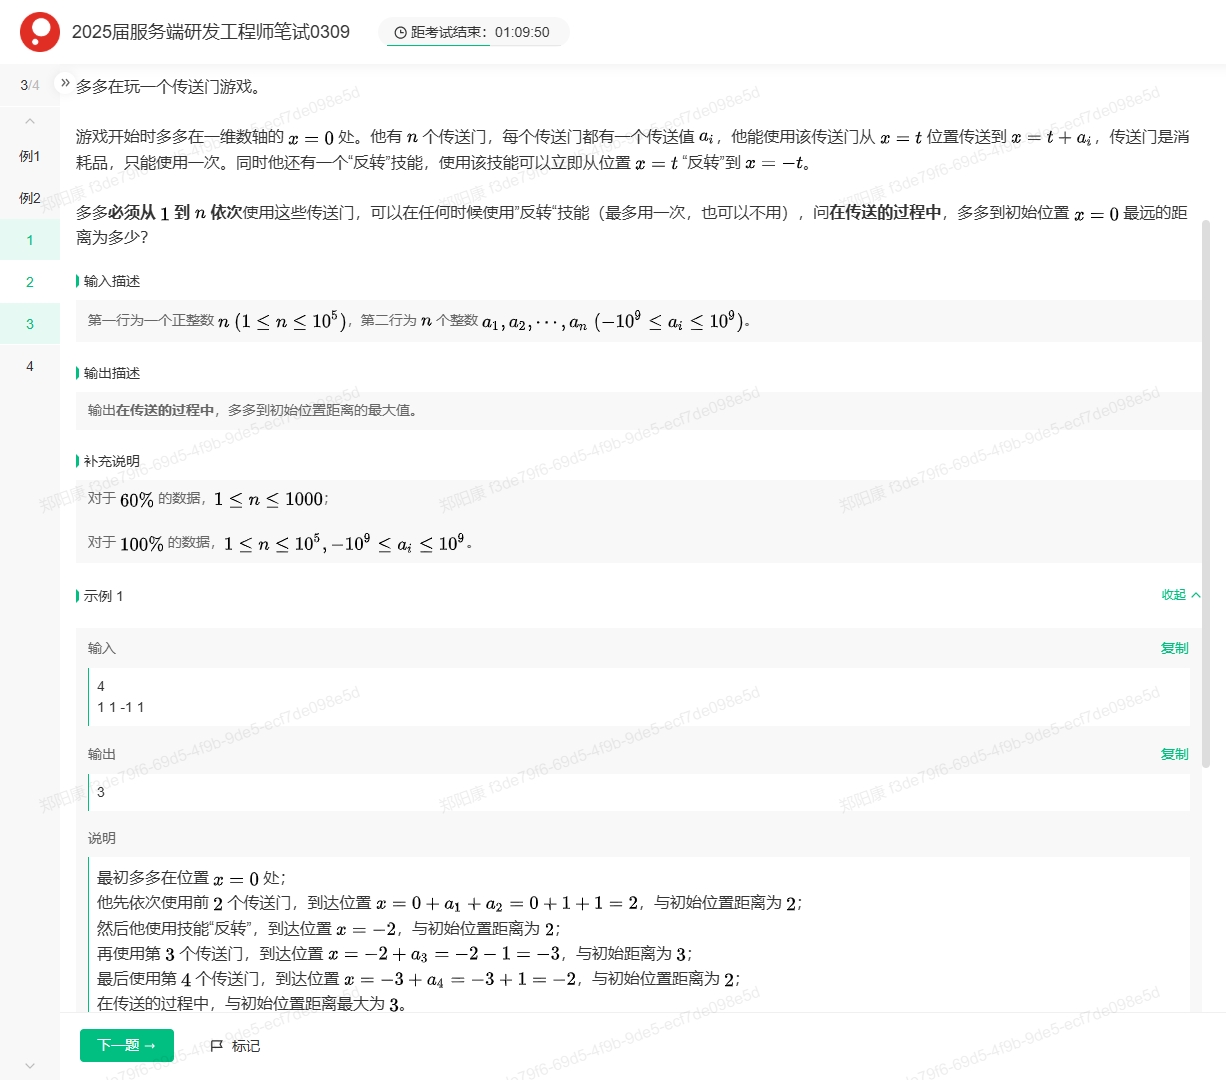 2025届服务端研发工程师笔试0309
距考试结束：01:09:50
3/4
例1
例2
1
2
3
4
多多在玩一个传送门游戏。
游戏开始时多多在一维数轴的 x = 0 处。他有 n 个传送门，每个传送门都有一个传送值 a_i，他能使用该传送门从 x = t 位置传送到 x = t + a_i，传送门是消
耗品，只能使用一次。同时他还有一个“反转”技能，使用该技能可以立即从位置 x = t “反转”到 x = −t。
多多必须从 1 到 n 依次使用这些传送门，可以在任何时候使用”反转“技能（最多用一次，也可以不用），问在传送的过程中，多多到初始位置 x = 0 最远的距
离为多少？
输入描述
第一行为一个正整数 n (1 ≤ n ≤ 10^5)，第二行为 n 个整数 a_1, a_2, ⋯, a_n (−10^9 ≤ a_i ≤ 10^9)。
输出描述
输出在传送的过程中，多多到初始位置距离的最大值。
补充说明
对于 60% 的数据，1 ≤ n ≤ 1000；
对于 100% 的数据，1 ≤ n ≤ 10^5, −10^9 ≤ a_i ≤ 10^9。
示例 1
收起
输入
复制
4
1 1 -1 1
输出
复制
3
说明
最初多多在位置 x = 0 处；
他先依次使用前 2 个传送门，到达位置 x = 0 + a_1 + a_2 = 0 + 1 + 1 = 2，与初始位置距离为 2；
然后他使用技能“反转”，到达位置 x = −2，与初始位置距离为 2；
再使用第 3 个传送门，到达位置 x = −2 + a_3 = −2 − 1 = −3，与初始距离为 3；
最后使用第 4 个传送门，到达位置 x = −3 + a_4 = −3 + 1 = −2，与初始位置距离为 2；
在传送的过程中，与初始位置距离最大为 3。
下一题 →
标记
郑阳康 f3de79f6-69d5-4f9b-9de5-ecf7de098e5d